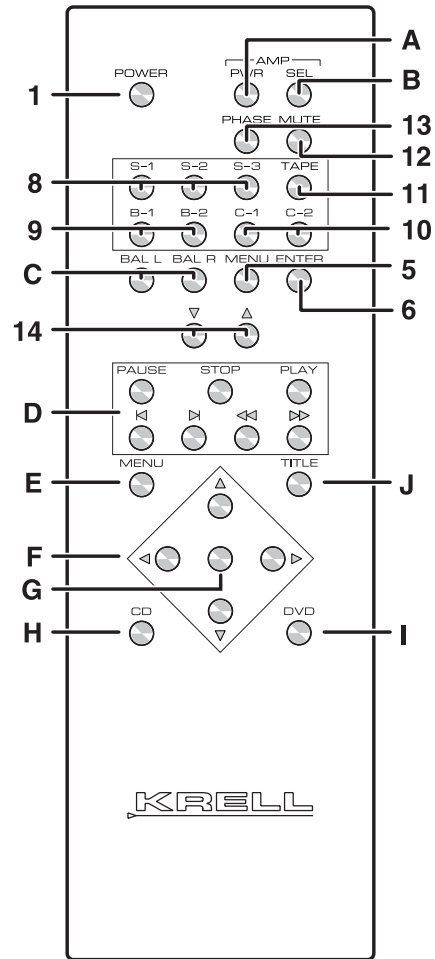 AMP
POWER PWR SEL
PHASE MUTE
S-1 S-2 S-3 TAPE
B-1 B-2 C-1 C-2
BAL L BAL R MENU ENTER
PAUSE STOP PLAY
MENU TITLE
CD DVD
KRELL
1
8
9
C
14
D
E
F
G
H
A
B
13
12
11
10
5
6
J
I